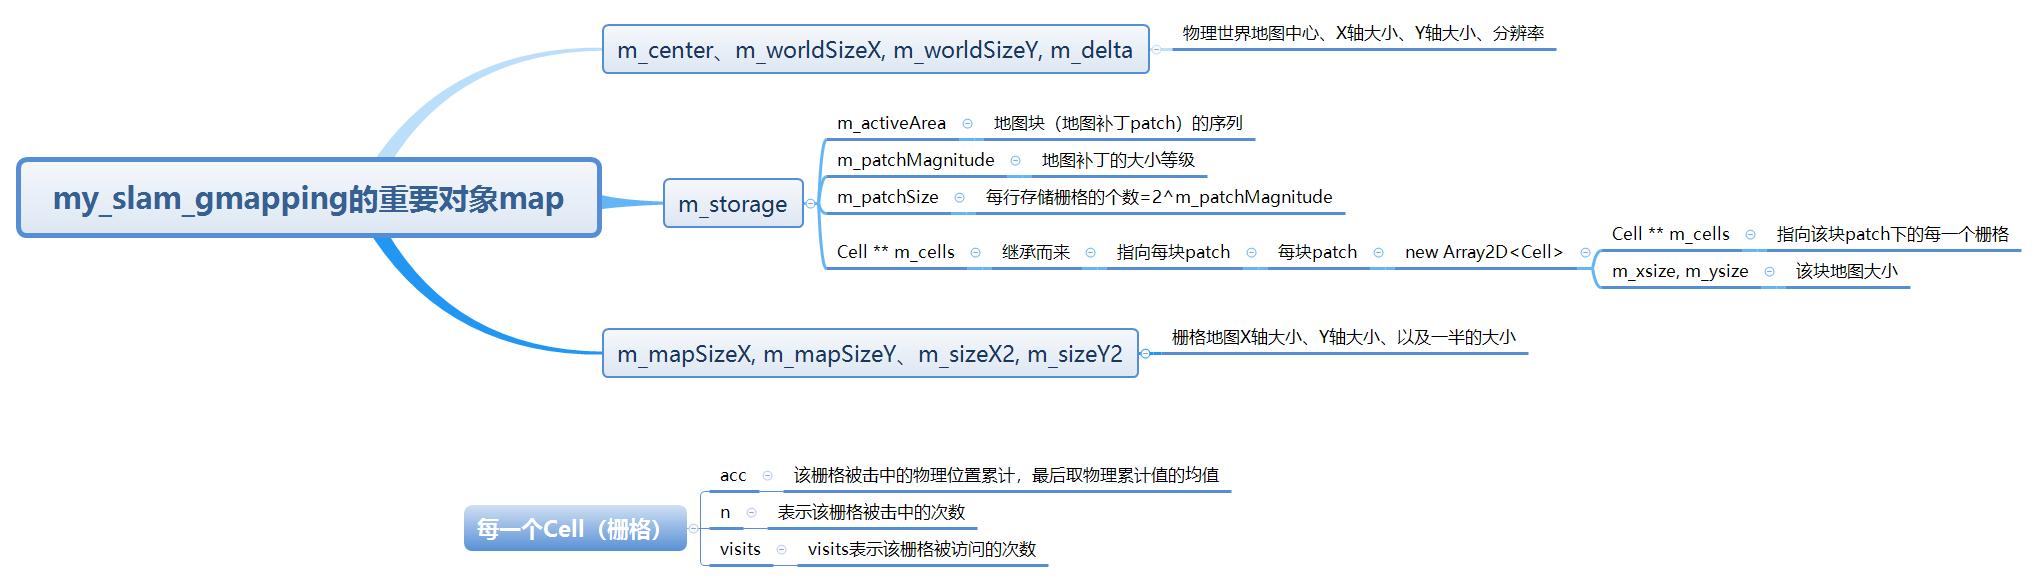 my_slam_gmapping的重要对象map
m_center、m_worldSizeX, m_worldSizeY, m_delta
物理世界地图中心、X轴大小、Y轴大小、分辨率
m_storage
m_activeArea
地图块（地图补丁patch）的序列
m_patchMagnitude
地图补丁的大小等级
m_patchSize
每行存储栅格的个数=2^m_patchMagnitude
Cell ** m_cells
继承而来
指向每块patch
每块patch
new Array2D<Cell>
Cell ** m_cells
指向该块patch下的每一个栅格
m_xsize, m_ysize
该块地图大小
m_mapSizeX, m_mapSizeY、m_sizeX2, m_sizeY2
栅格地图X轴大小、Y轴大小、以及一半的大小
每一个Cell（栅格）
acc
该栅格被击中的物理位置累计，最后取物理累计值的均值
n
表示该栅格被击中的次数
visits
visits表示该栅格被访问的次数